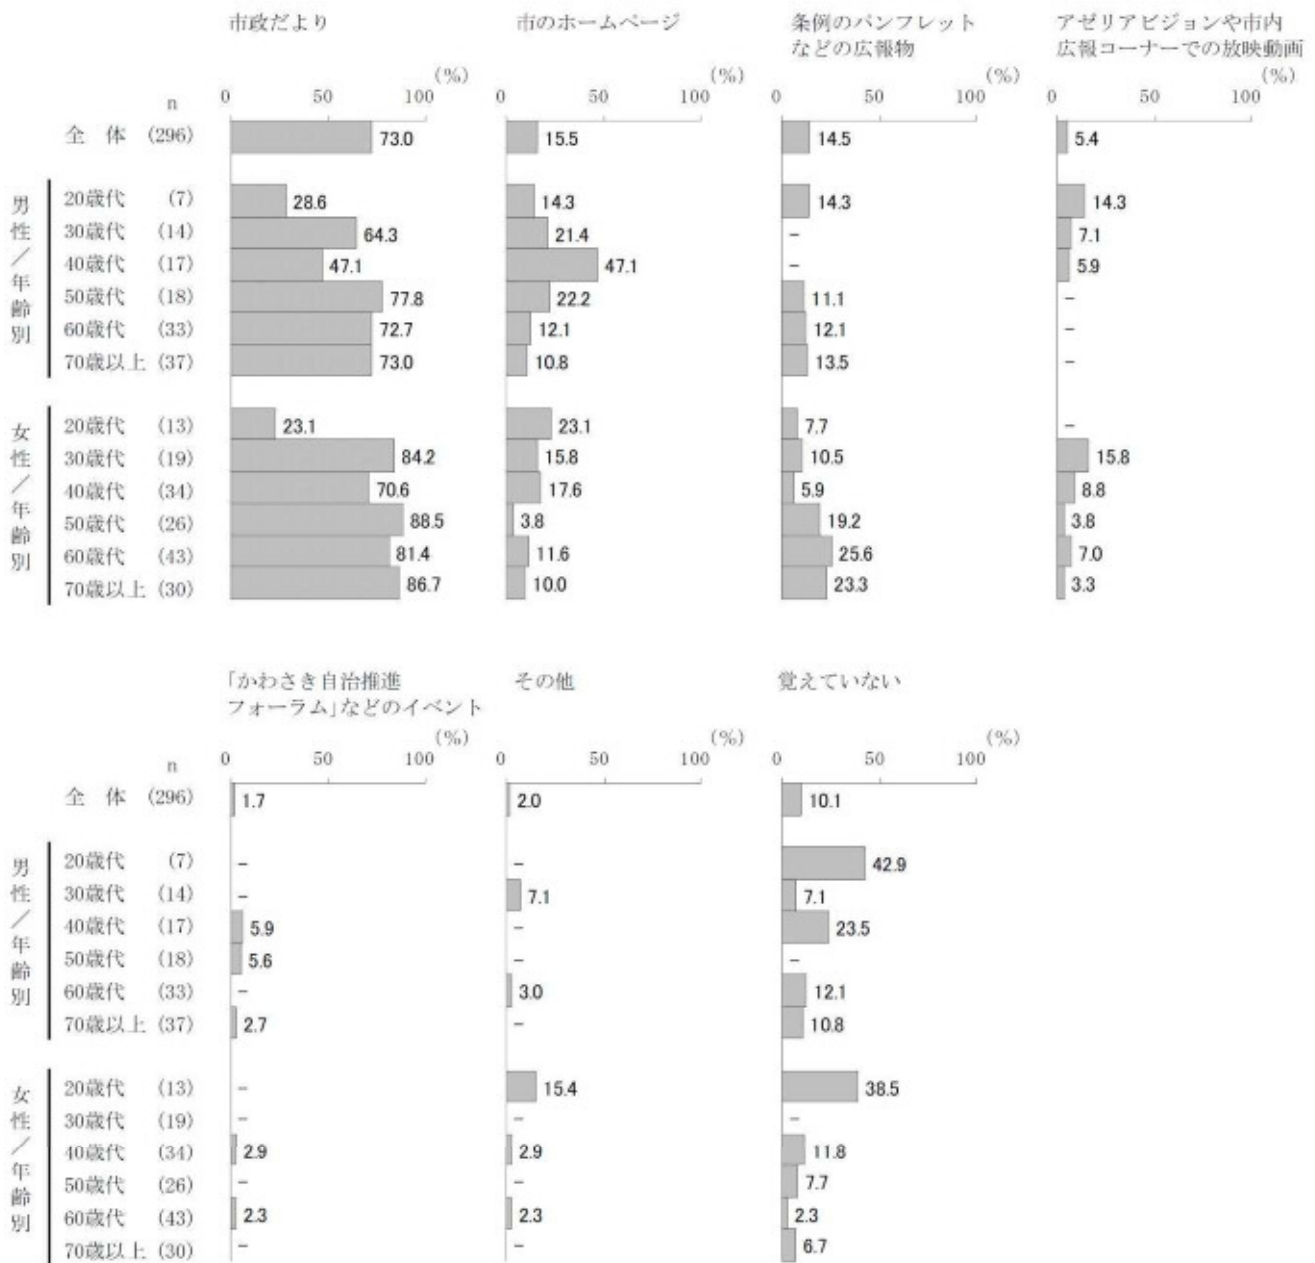 市政だより 市のホームページ 条例のパンフレット アゼリアビジョンや市内
などの広報物 広報コーナーでの放映動画
(%) (%) (%) (%)
n 0 50 100 0 50 100 0 50 100 0 50 100
全 体 (296) 73.0 15.5 14.5 5.4
男性/年齢別
20歳代 (7) 28.6 14.3 14.3 14.3
30歳代 (14) 64.3 21.4 - 7.1
40歳代 (17) 47.1 47.1 - 5.9
50歳代 (18) 77.8 22.2 11.1 -
60歳代 (33) 72.7 12.1 12.1 -
70歳以上 (37) 73.0 10.8 13.5 -
女性/年齢別
20歳代 (13) 23.1 23.1 7.7 -
30歳代 (19) 84.2 15.8 10.5 15.8
40歳代 (34) 70.6 17.6 5.9 8.8
50歳代 (26) 88.5 3.8 19.2 3.8
60歳代 (43) 81.4 11.6 25.6 7.0
70歳以上 (30) 86.7 10.0 23.3 3.3
「かわさき自治推進 その他 覚えていない
フォーラム」などのイベント
(%) (%) (%)
n 0 50 100 0 50 100 0 50 100
全 体 (296) 1.7 2.0 10.1
男性/年齢別
20歳代 (7) - - 42.9
30歳代 (14) - 7.1 7.1
40歳代 (17) 5.9 - 23.5
50歳代 (18) 5.6 - -
60歳代 (33) - 3.0 12.1
70歳以上 (37) 2.7 - 10.8
女性/年齢別
20歳代 (13) - 15.4 38.5
30歳代 (19) - - -
40歳代 (34) 2.9 2.9 11.8
50歳代 (26) - - 7.7
60歳代 (43) 2.3 2.3 2.3
70歳以上 (30) - - 6.7